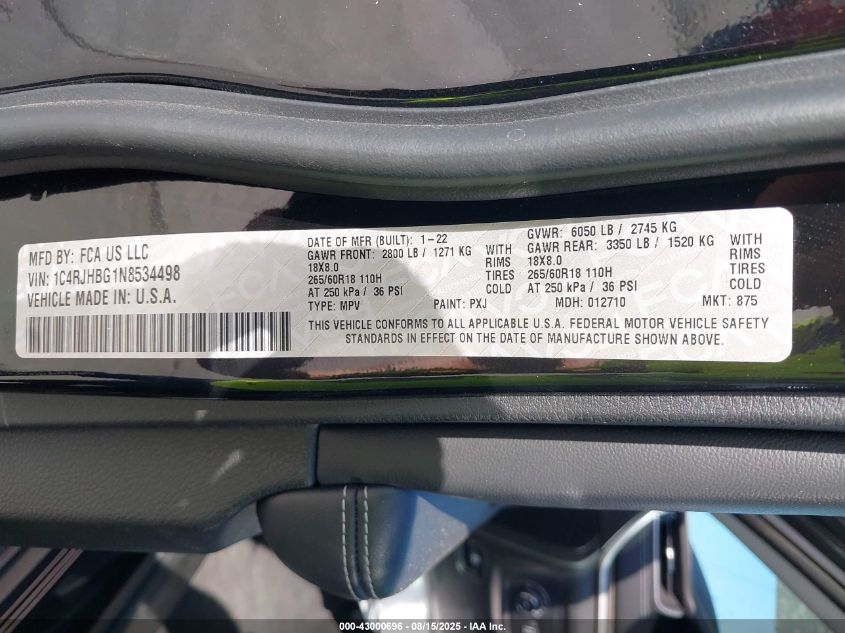 MFD BY: FCA US LLC
VIN: 1C4RJHBG1N8534498
VEHICLE MADE IN U.S.A.
DATE OF MFR (BUILT): 1-22
GAWR FRONT: 2800 LB / 1271 KG
18X8.0
265/60R18 110H
AT 250 kPa / 36 PSI
TYPE: MPV
WITH
RIMS
TIRES
COLD
PAINT: PXJ
GVWR: 6050 LB / 2745 KG
GAWR REAR: 3350 LB / 1520 KG
18X8.0
265/60R18 110H
AT 250 kPa / 36 PSI
MDH: 012710
WITH
RIMS
TIRES
COLD
MKT: 875
THIS VEHICLE CONFORMS TO ALL APPLICABLE U.S.A. FEDERAL MOTOR VEHICLE SAFETY
STANDARDS IN EFFECT ON THE DATE OF MANUFACTURE SHOWN ABOVE.
000-43000696 - 08/15/2025 - IAA Inc.